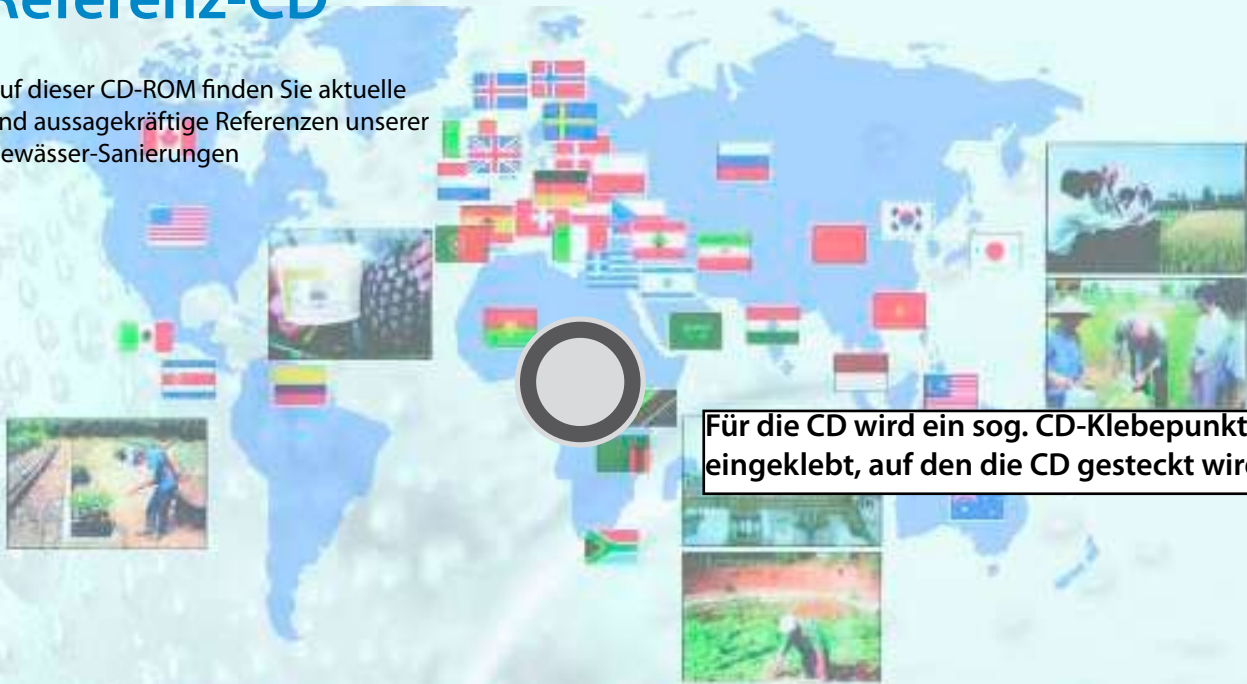 Referenz-CD
uf dieser CD-ROM finden Sie aktuelle
nd aussagekräftige Referenzen unserer
ewässer-Sanierungen
Für die CD wird ein sog. CD-Klebepunkt
eingeklebt, auf den die CD gesteckt wird